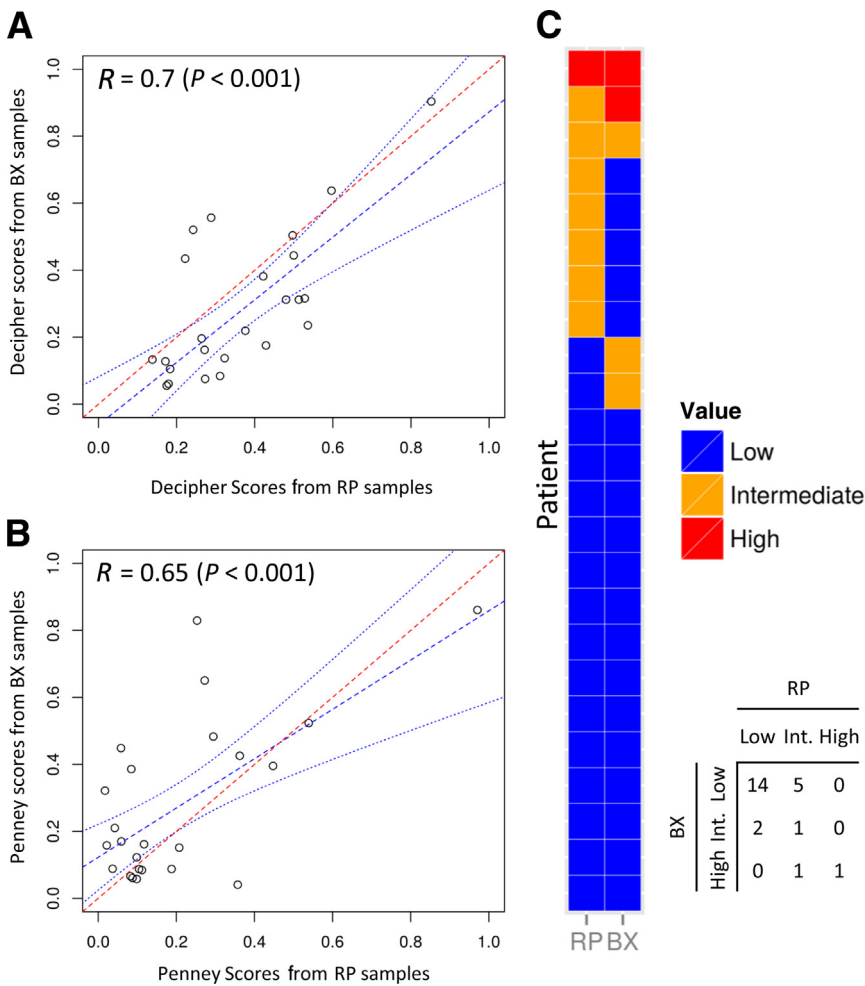 A
R = 0.7 (P < 0.001)
Decipher scores from BX samples
1.0
0.8
0.6
0.4
0.2
0.0
0.0 0.2 0.4 0.6 0.8 1.0
Decipher Scores from RP samples
B
R = 0.65 (P < 0.001)
Penney scores from BX samples
1.0
0.8
0.6
0.4
0.2
0.0
0.0 0.2 0.4 0.6 0.8 1.0
Penney Scores from RP samples
C
Patient
RP BX
Value
Low
Intermediate
High
RP
Low Int. High
BX
Low 14 5 0
Int. 2 1 0
High 0 1 1